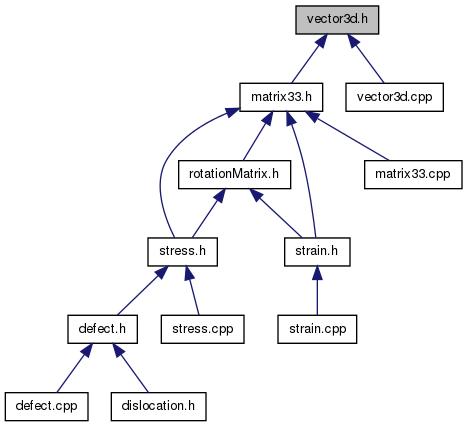 vector3d.h
matrix33.h
vector3d.cpp
rotationMatrix.h
matrix33.cpp
stress.h
strain.h
defect.h
stress.cpp
strain.cpp
defect.cpp
dislocation.h